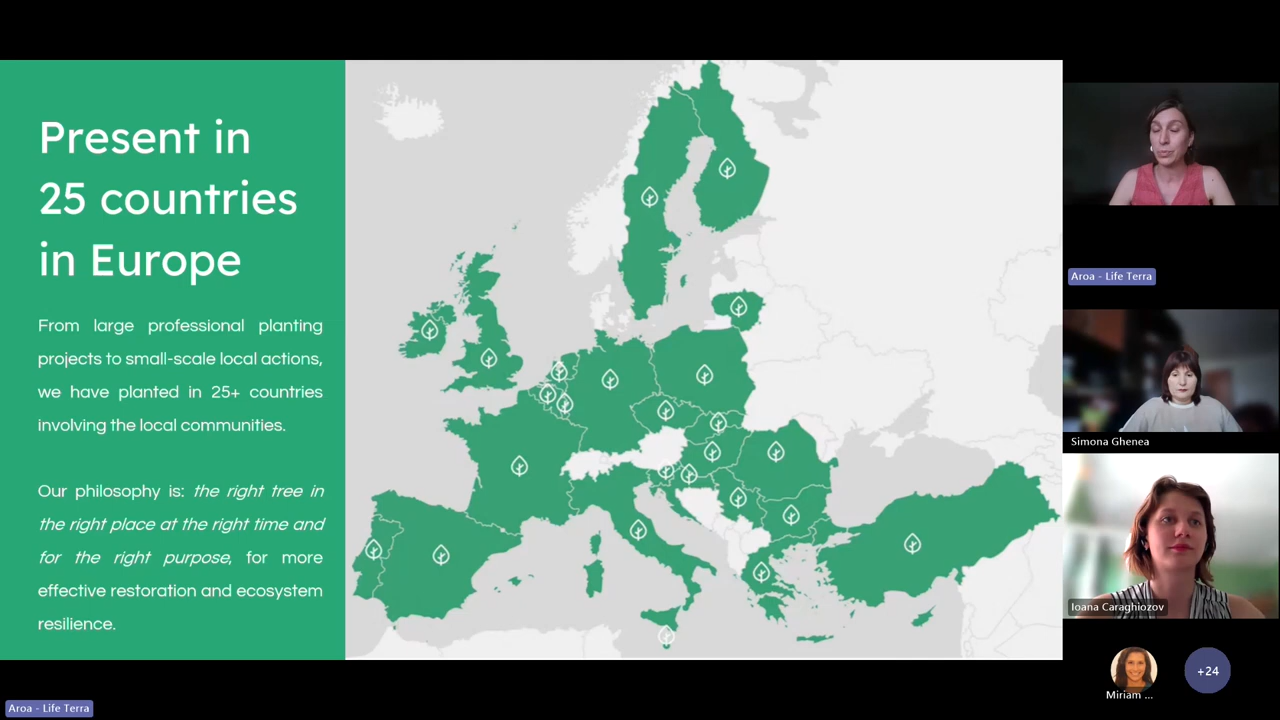 Present in
25 countries
in Europe
From large professional planting
projects to small-scale local actions,
we have planted in 25+ countries
involving the local communities.
Our philosophy is: the right tree in
the right place at the right time and
for the right purpose, for more
effective restoration and ecosystem
resilience.
Aroa - Life Terra
Simona Ghenea
Ioana Caraghiozov
Miriam ...
+24
Aroa - Life Terra